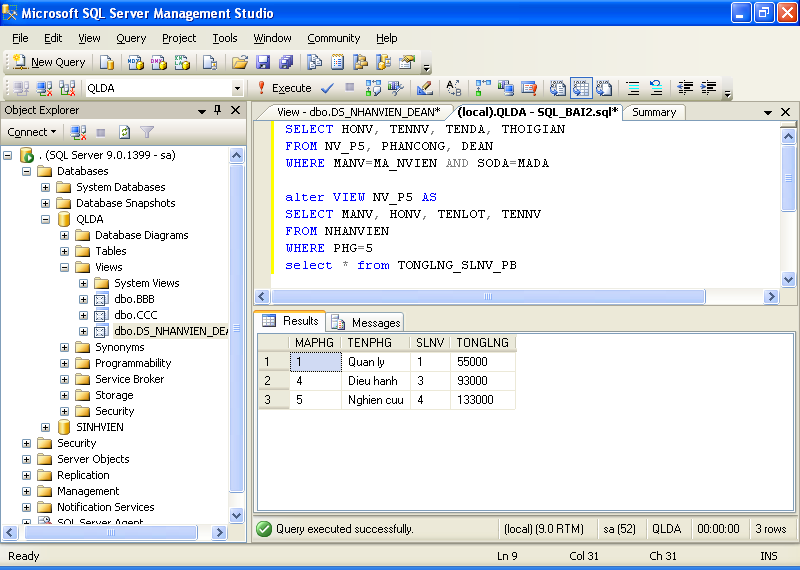 Microsoft SQL Server Management Studio
File Edit View Query Project Tools Window Community Help
New Query
QLDA
Execute
Object Explorer
Connect
. (SQL Server 9.0.1399 - sa)
Databases
System Databases
Database Snapshots
QLDA
Database Diagrams
Tables
Views
System Views
dbo.BBB
dbo.CCC
dbo.DS_NHANVIEN_DEA
Synonyms
Programmability
Service Broker
Storage
Security
SINHVIEN
Security
Server Objects
Replication
Management
Notification Services
SQL Server Agent
View - dbo.DS_NHANVIEN_DEAN* (local).QLDA - SQL_BAI2.sql* Summary
SELECT HONV, TENNV, TENDA, THOIGIAN
FROM NV_P5, PHANCONG, DEAN
WHERE MANV=MA_NVIEN AND SODA=MADA
alter VIEW NV_P5 AS
SELECT MANV, HONV, TENLOT, TENNV
FROM NHANVIEN
WHERE PHG=5
select * from TONGLNG_SLNV_PB
Results Messages
MAPHG TENPHG SLNV TONGLNG
1 1 Quan ly 1 55000
2 4 Dieu hanh 3 93000
3 5 Nghien cuu 4 133000
Query executed successfully. (local) (9.0 RTM) sa (52) QLDA 00:00:00 3 rows
Ready Ln 9 Col 31 Ch 31 INS